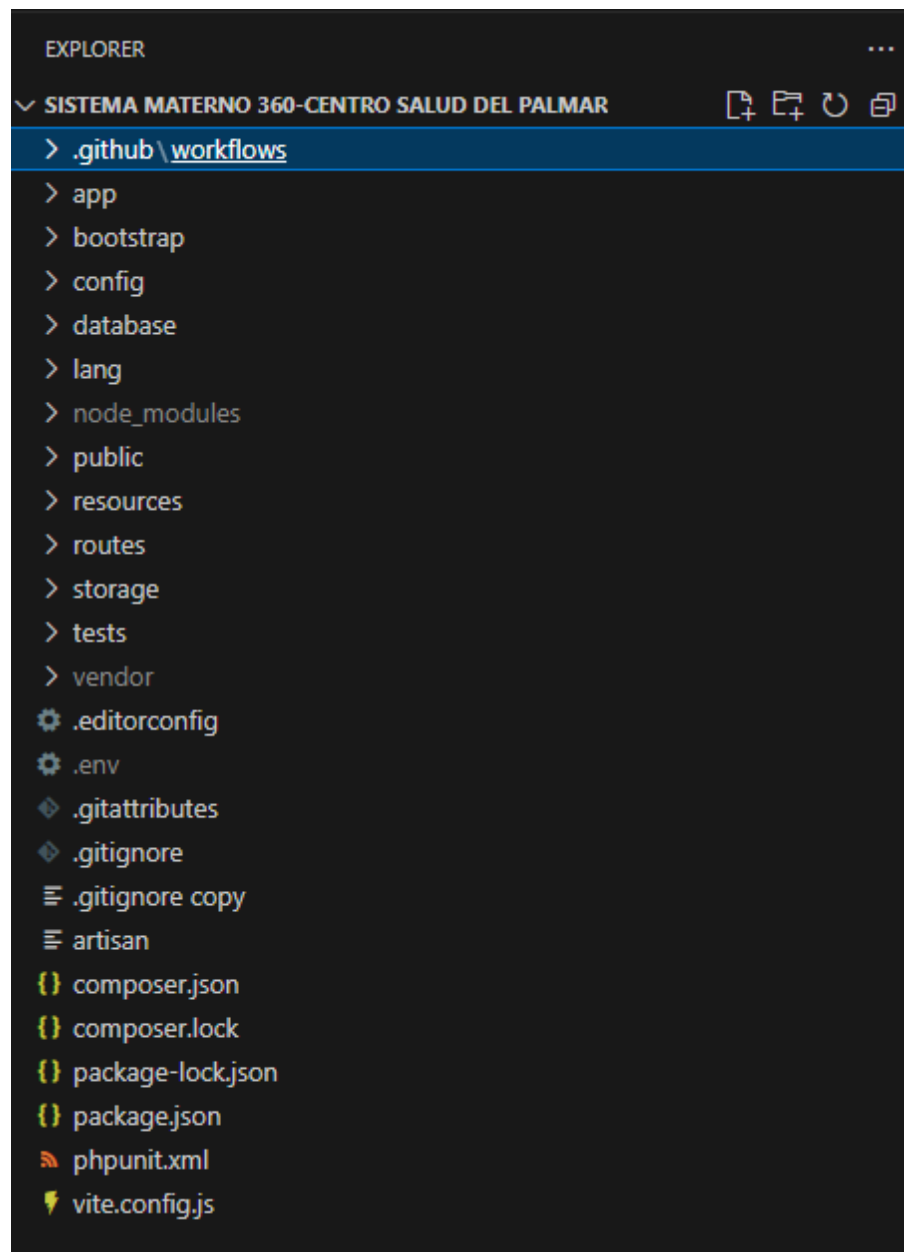 EXPLORER
SISTEMA MATERNO 360-CENTRO SALUD DEL PALMAR
.github\workflows
app
bootstrap
config
database
lang
node_modules
public
resources
routes
storage
tests
vendor
.editorconfig
.env
.gitattributes
.gitignore
.gitignore copy
artisan
composer.json
composer.lock
package-lock.json
package.json
phpunit.xml
vite.config.js